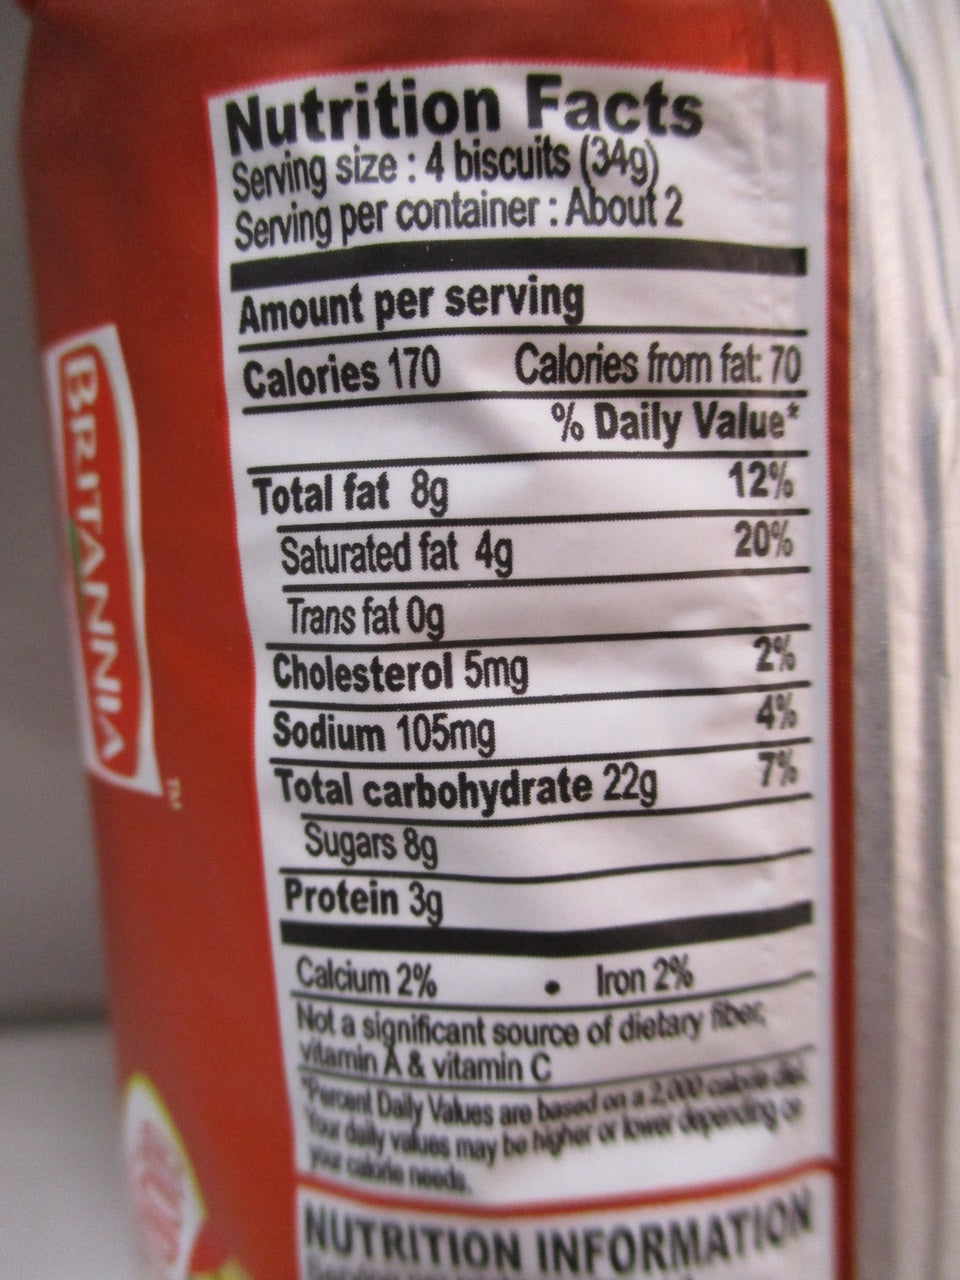 Nutrition Facts
Serving size : 4 biscuits (34g)
Serving per container : About 2
Amount per serving
Calories 170 Calories from fat: 70
% Daily Value*
Total fat 8g 12%
Saturated fat 4g 20%
Trans fat 0g
Cholesterol 5mg 2%
Sodium 105mg 4%
Total carbohydrate 22g 7%
Sugars 8g
Protein 3g
Calcium 2% • Iron 2%
Not a significant source of dietary fiber,
vitamin A & vitamin C
*Percent Daily Values are based on a 2,000 calorie diet.
Your daily values may be higher or lower depending on
your calorie needs.
NUTRITION INFORMATION
BRITANNIA
TM